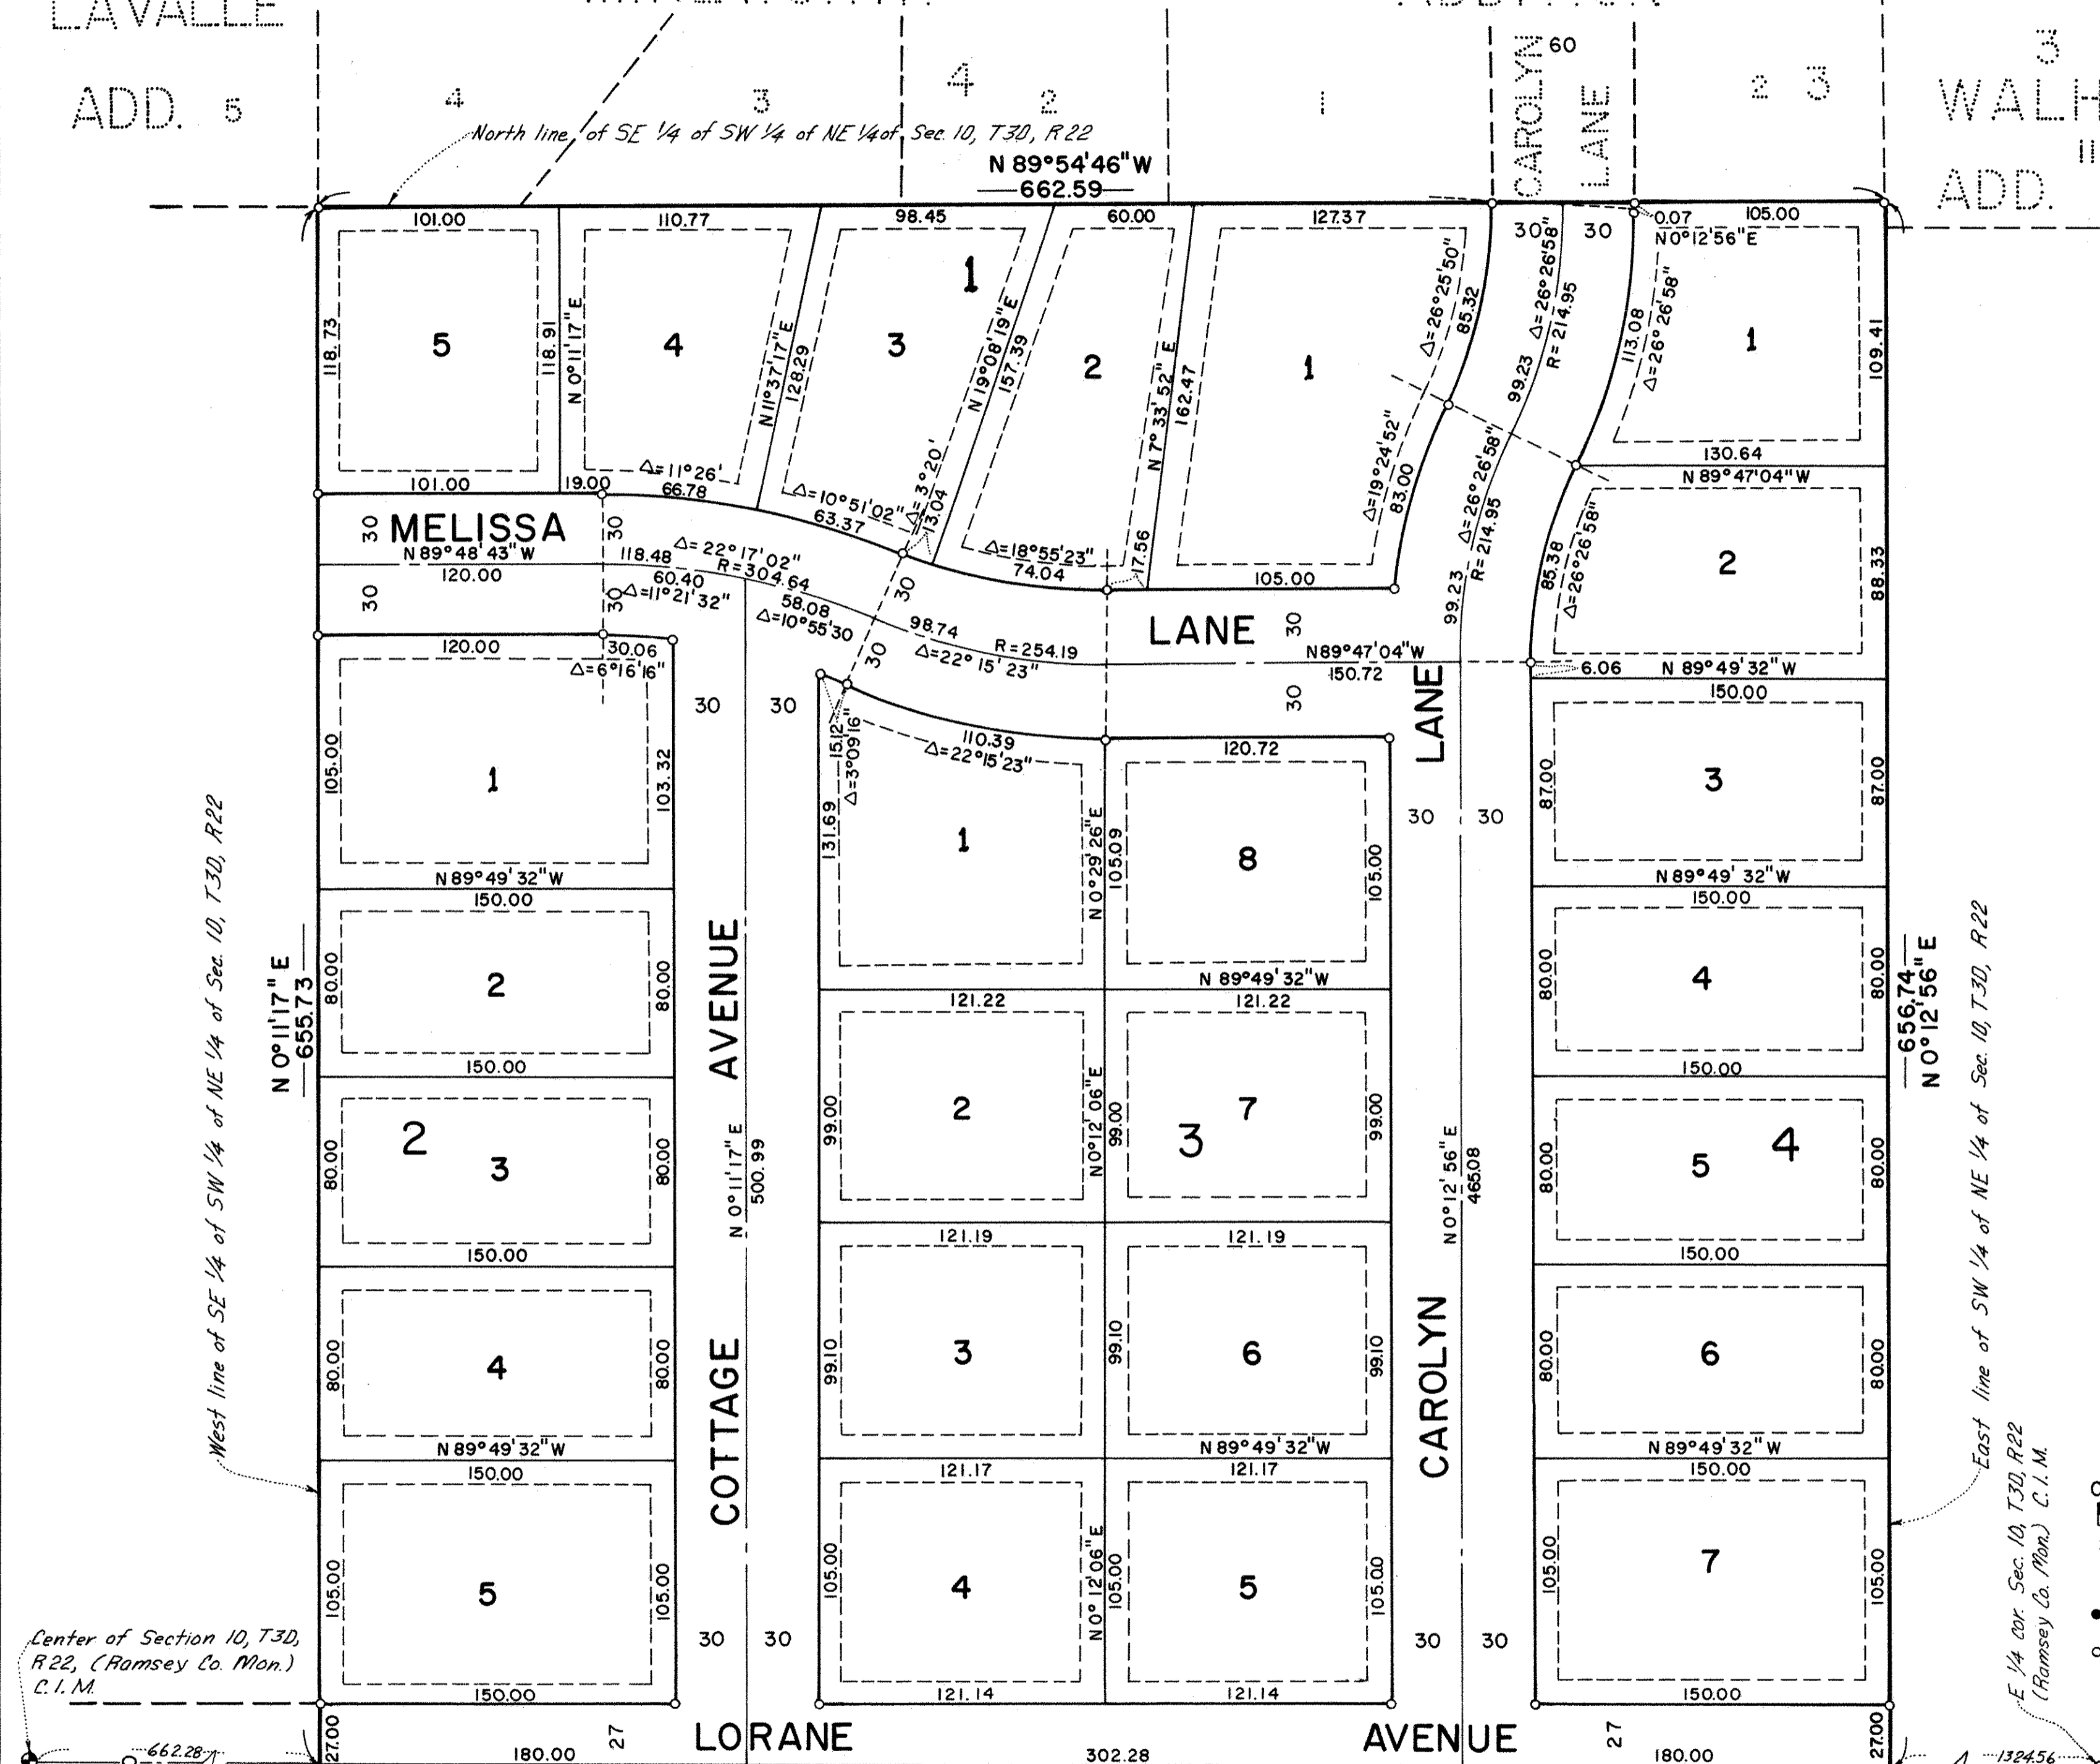 LAVALLE
ADD. 5
4
3
4
2
1
CAROLYN
LANE
60
2 3
3
WALH
11
ADD.
North line of SE 1/4 of SW 1/4 of NE 1/4 of Sec. 10, T30, R22
N 89°54'46"W
662.59
101.00
110.77
98.45
60.00
127.37
30
30
0.07
105.00
N0°12'56"E
118.73
5
118.91
N 0°11'17"E
4
N11°37'17"E
128.29
3
1
N 19°08'19"E
157.39
2
N 7°33'52"E
162.47
1
Δ=26°25'50"
85.32
Δ=19°24'52"
83.00
99.23
Δ=26°26'58"
R=214.95
Δ=26°26'58"
R=214.95
99.23
113.08
Δ=26°26'58"
1
109.41
130.64
N 89°47'04"W
101.00
19.00
Δ=11°26'
66.78
Δ=10°51'02"
63.37
Δ=3°20'
13.04
Δ=18°55'23"
74.04
17.56
105.00
30
MELISSA
30
N 89°48'43"W
120.00
30
30
118.48
Δ=22°17'02"
R=304.64
60.40
Δ=11°21'32"
58.08
Δ=10°55'30
30
30
98.74
R=254.19
Δ=22°15'23"
LANE
30
N89°47'04"W
150.72
30
85.38
Δ=26°26'58"
2
88.33
6.06
N 89°49'32"W
150.00
120.00
30.06
Δ=6°16'16"
30
30
15.12
Δ=3°09'16"
110.39
Δ=22°15'23"
120.72
LANE
105.00
1
103.32
131.69
1
N 0°29'26"E
105.09
8
105.00
30
30
87.00
3
87.00
N 89°49'32"W
150.00
N 89°49'32"W
150.00
80.00
2
80.00
150.00
N 89°49'32"W
121.22
121.22
80.00
4
80.00
150.00
N 0°11'17"E
655.73
West line of SE 1/4 of SW 1/4 of NE 1/4 of Sec. 10, T30, R22
AVENUE
656.74
N 0°12'56"E
East line of SW 1/4 of NE 1/4 of Sec. 10, T30, R22
80.00
2
3
80.00
150.00
N 0°11'17"E
500.99
99.00
2
N0°12'06"E
99.00
3
7
99.00
N 0°12'56"E
465.08
80.00
5
4
80.00
150.00
121.19
121.19
80.00
4
80.00
N 89°49'32"W
150.00
COTTAGE
99.10
3
99.10
6
99.10
N 89°49'32"W
121.17
121.17
CAROLYN
80.00
6
80.00
N 89°49'32"W
150.00
105.00
5
105.00
150.00
30
30
105.00
4
N 0°12'06"E
105.00
5
105.00
121.14
121.14
30
30
105.00
7
105.00
150.00
E 1/4 cor. Sec. 10, T30, R22
(Ramsey Co. Mon.) C.I.M.
Center of Section 10, T30,
R22, (Ramsey Co. Mon.)
C.I.M.
27.00
27
LORANE
AVENUE
27
27.00
662.28
180.00
302.28
180.00
1324.56